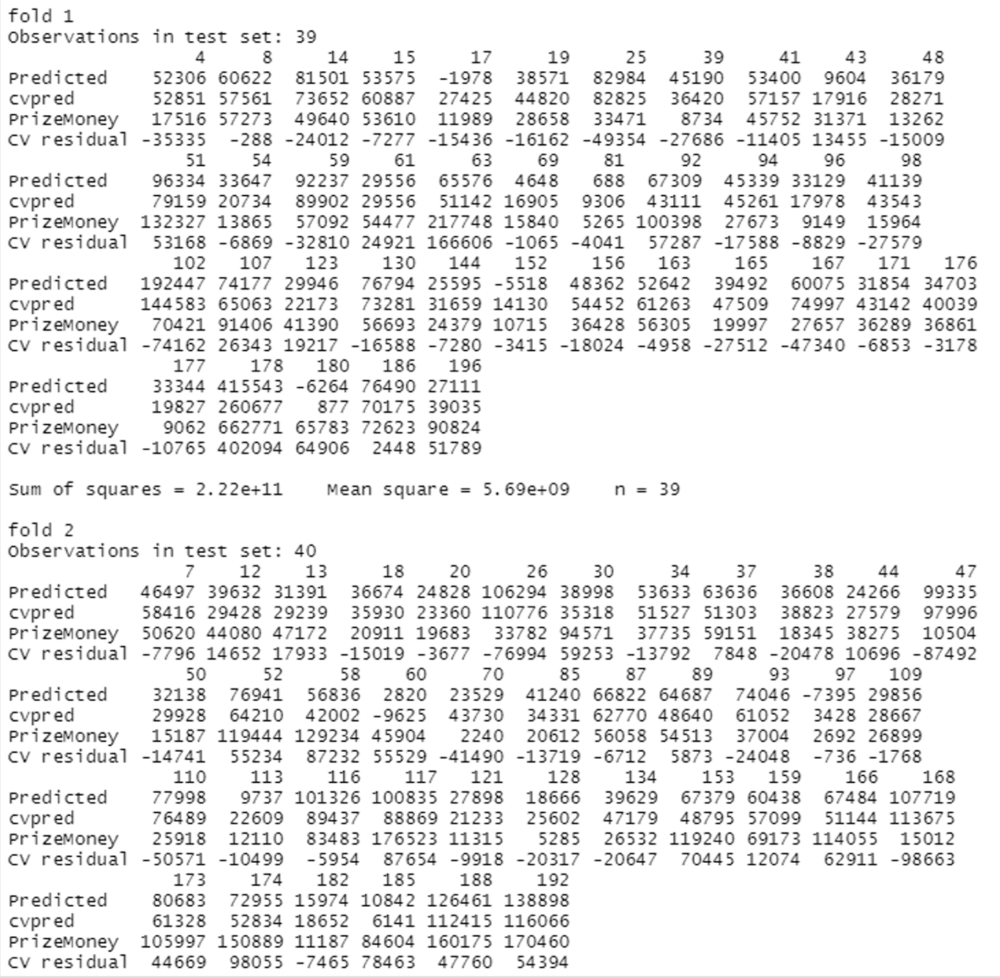 fold 1
Observations in test set: 39
4 8 14 15 17 19 25 39 41 43 48
Predicted 52306 60622 81501 53575 -1978 38571 82984 45190 53400 9604 36179
cvpred 52851 57561 73652 60887 27425 44820 82825 36420 57157 17916 28271
PrizeMoney 17516 57273 49640 53610 11989 28658 33471 8734 45752 31371 13262
CV residual -35335 -288 -24012 -7277 -15436 -16162 -49354 -27686 -11405 13455 -15009
51 54 59 61 63 69 81 92 94 96 98
Predicted 96334 33647 92237 29556 65576 4648 688 67309 45339 33129 41139
cvpred 79159 20734 89902 29556 51142 16905 9306 43111 45261 17978 43543
PrizeMoney 132327 13865 57092 54477 217748 15840 5265 100398 27673 9149 15964
CV residual 53168 -6869 -32810 24921 166606 -1065 -4041 57287 -17588 -8829 -27579
102 107 123 130 144 152 156 163 165 167 171 176
Predicted 192447 74177 29946 76794 25595 -5518 48362 52642 39492 60075 31854 34703
cvpred 144583 65063 22173 73281 31659 14130 54452 61263 47509 74997 43142 40039
PrizeMoney 70421 91406 41390 56693 24379 10715 36428 56305 19997 27657 36289 36861
CV residual -74162 26343 19217 -16588 -7280 -3415 -18024 -4958 -27512 -47340 -6853 -3178
177 178 180 186 196
Predicted 33344 415543 -6264 76490 27111
cvpred 19827 260677 877 70175 39035
PrizeMoney 9062 662771 65783 72623 90824
CV residual -10765 402094 64906 2448 51789
Sum of squares = 2.22e+11 Mean square = 5.69e+09 n = 39
fold 2
Observations in test set: 40
7 12 13 18 20 26 30 34 37 38 44 47
Predicted 46497 39632 31391 36674 24828 106294 38998 53633 63636 36608 24266 99335
cvpred 58416 29428 29239 35930 23360 110776 35318 51527 51303 38823 27579 97996
PrizeMoney 50620 44080 47172 20911 19683 33782 94571 37735 59151 18345 38275 10504
CV residual -7796 14652 17933 -15019 -3677 -76994 59253 -13792 7848 -20478 10696 -87492
50 52 58 60 70 85 87 89 93 97 109
Predicted 32138 76941 56836 2820 23529 41240 66822 64687 74046 -7395 29856
cvpred 29928 64210 42002 -9625 43730 34331 62770 48640 61052 3428 28667
PrizeMoney 15187 119444 129234 45904 2240 20612 56058 54513 37004 2692 26899
CV residual -14741 55234 87232 55529 -41490 -13719 -6712 5873 -24048 -736 -1768
110 113 116 117 121 128 134 153 159 166 168
Predicted 77998 9737 101326 100835 27898 18666 39629 67379 60438 67484 107719
cvpred 76489 22609 89437 88869 21233 25602 47179 48795 57099 51144 113675
PrizeMoney 25918 12110 83483 176523 11315 5285 26532 119240 69173 114055 15012
CV residual -50571 -10499 -5954 87654 -9918 -20317 -20647 70445 12074 62911 -98663
173 174 182 185 188 192
Predicted 80683 72955 15974 10842 126461 138898
cvpred 61328 52834 18652 6141 112415 116066
PrizeMoney 105997 150889 11187 84604 160175 170460
CV residual 44669 98055 -7465 78463 47760 54394